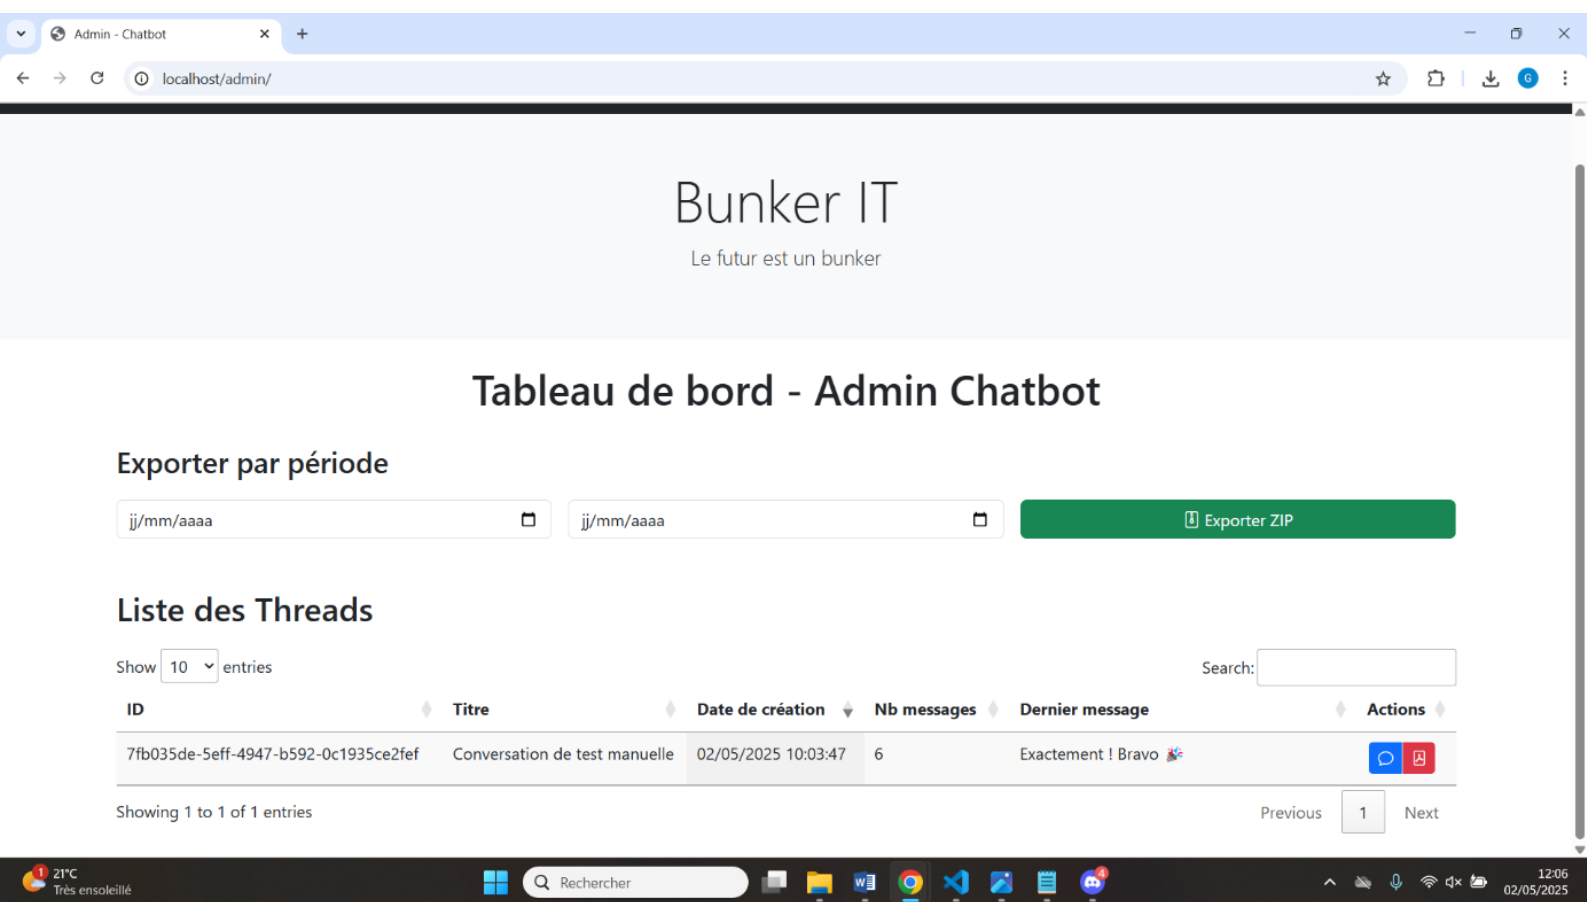 Admin - Chatbot
localhost/admin/
G
Bunker IT
Le futur est un bunker
Tableau de bord - Admin Chatbot
Exporter par période
jj/mm/aaaa jj/mm/aaaa Exporter ZIP
Liste des Threads
Show 10 entries Search:
ID Titre Date de création Nb messages Dernier message Actions
7fb035de-5eff-4947-b592-0c1935ce2fef Conversation de test manuelle 02/05/2025 10:03:47 6 Exactement ! Bravo 🎉
Showing 1 to 1 of 1 entries Previous 1 Next
1 21°C Rechercher W 4 12:06
Très ensoleillé 02/05/2025